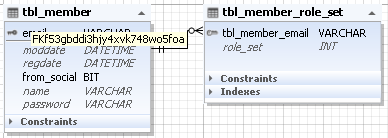 tbl_member
email VARCHAR
FKf53gbddi3hjy4xvk748wo5foa
moddate DATETIME
regdate DATETIME
from_social BIT
name VARCHAR
password VARCHAR
Constraints
tbl_member_role_set
tbl_member_email VARCHAR
role_set INT
Constraints
Indexes